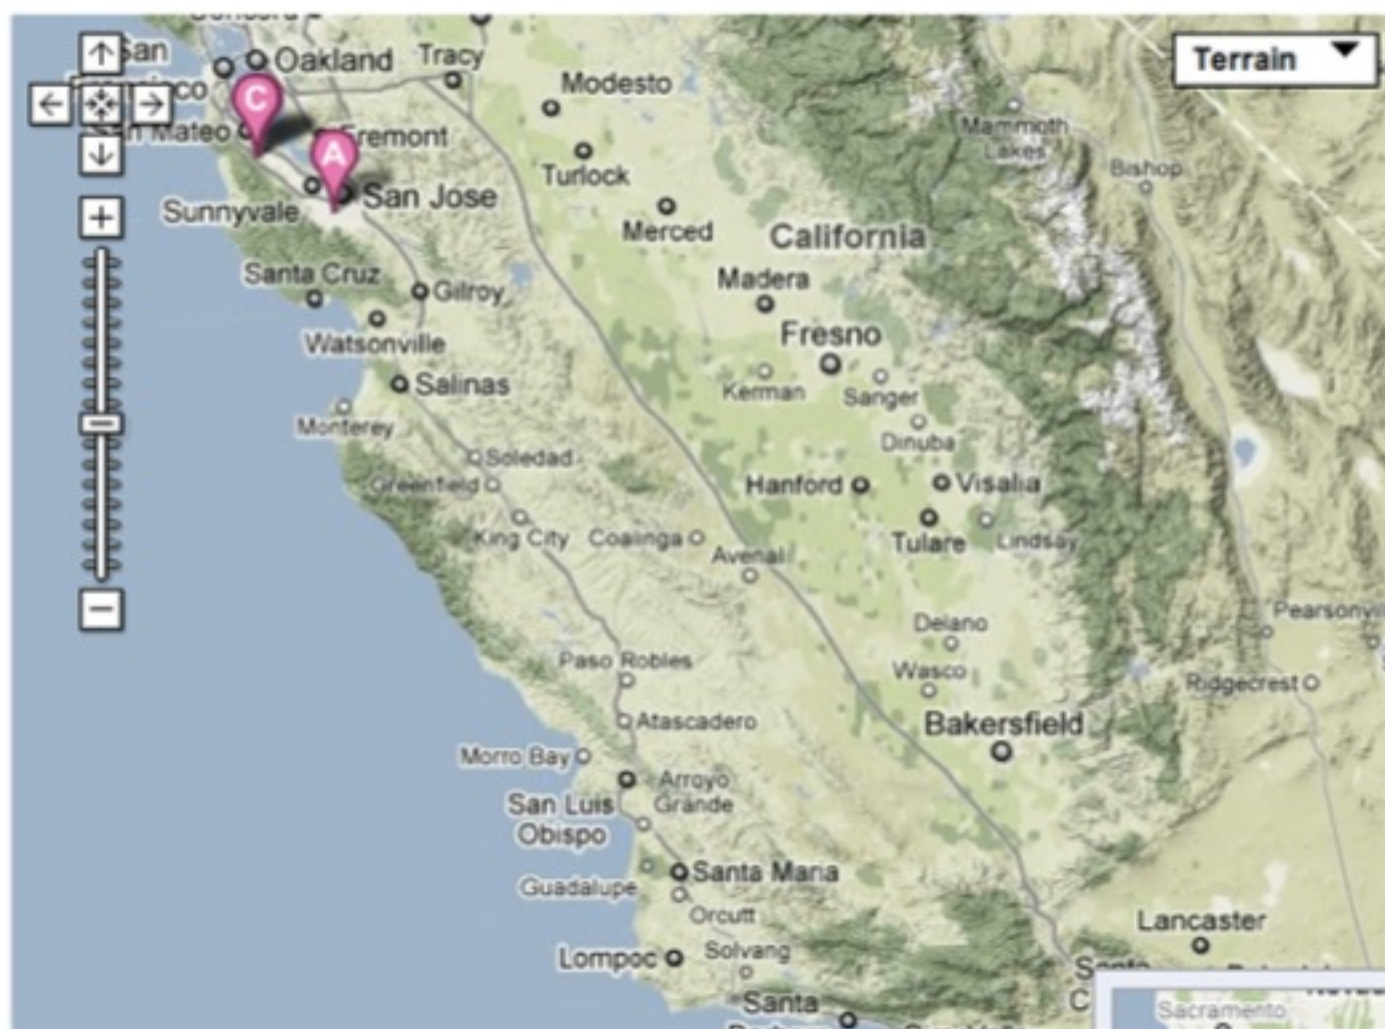 San
Oakland
Tracy
Terrain
Modesto
C
San Mateo
Fremont
Mammoth
Lakes
A
Turlock
Bishop
San Jose
Sunnyvale
Merced
California
Santa Cruz
Gilroy
Madera
Watsonville
Fresno
Salinas
Kerman
Sanger
Monterey
Dinuba
Soledad
Greenfield
Hanford
Visalia
King City
Coalinga
Tulare
Lindsay
Avenal
Delano
Pearsonvil
Paso Robles
Wasco
Ridgecrest
Atascadero
Bakersfield
Morro Bay
Arroyo
Grande
San Luis
Obispo
Santa Maria
Guadalupe
Orcutt
Lancaster
Lompoc
Solvang
Santa
C
Santa
Sacramento